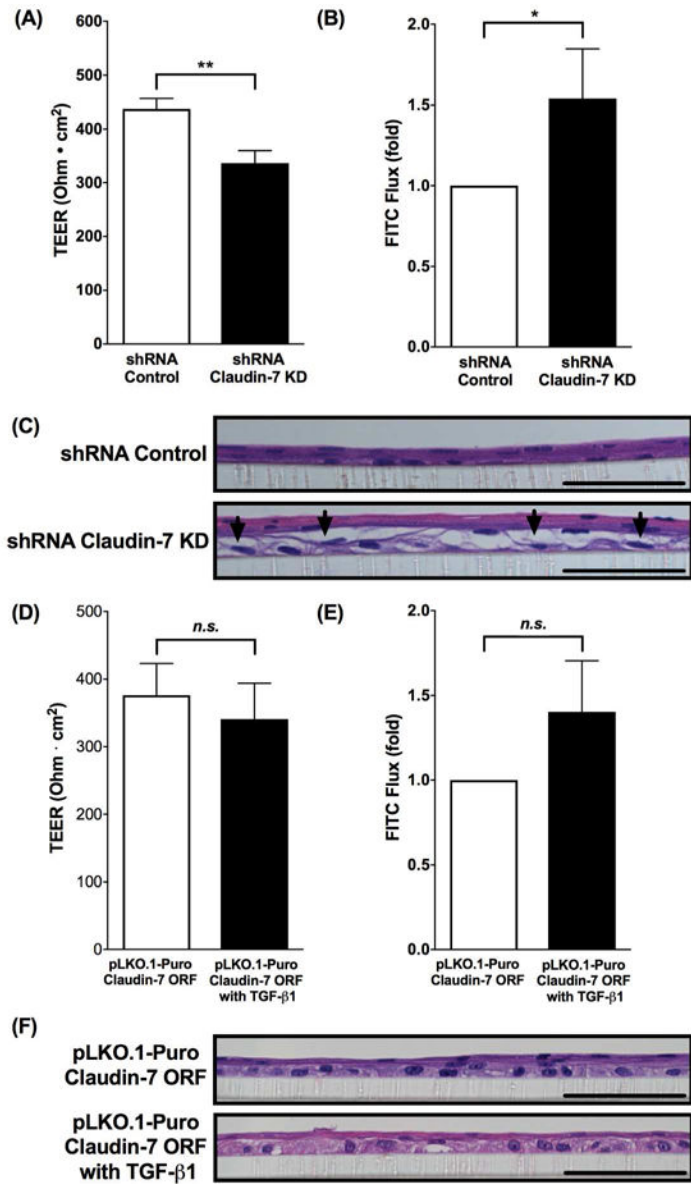 (A)
600
500
400
300
200
100
0
TEER (Ohm • cm²)
**
shRNA
Control
shRNA
Claudin-7 KD
(B)
2.0
1.5
1.0
0.5
0.0
FITC Flux (fold)
*
shRNA
Control
shRNA
Claudin-7 KD
(C)
shRNA Control
shRNA Claudin-7 KD
(D)
500
400
300
200
100
0
TEER (Ohm · cm²)
n.s.
pLKO.1-Puro
Claudin-7 ORF
pLKO.1-Puro
Claudin-7 ORF
with TGF-β1
(E)
2.0
1.5
1.0
0.5
0.0
FITC Flux (fold)
n.s.
pLKO.1-Puro
Claudin-7 ORF
pLKO.1-Puro
Claudin-7 ORF
with TGF-β1
(F)
pLKO.1-Puro
Claudin-7 ORF
pLKO.1-Puro
Claudin-7 ORF
with TGF-β1